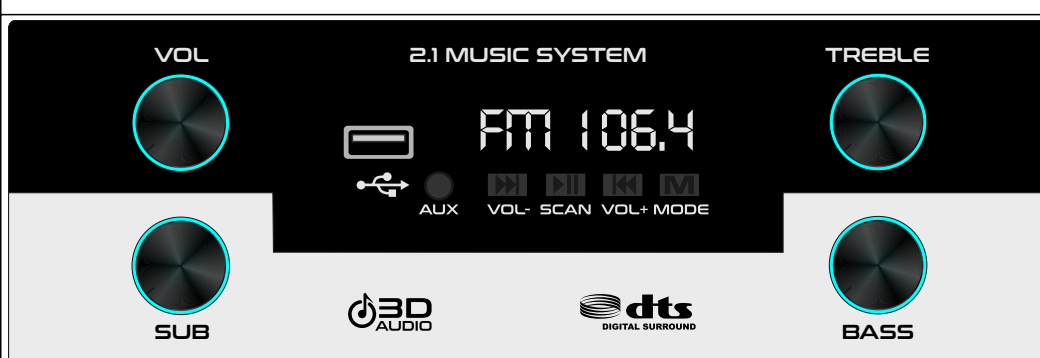 VOL
2.1 MUSIC SYSTEM
TREBLE
FM 106.4
M
AUX
VOL- SCAN VOL+ MODE
3D
AUDIO
dts
DIGITAL SURROUND
SUB
BASS